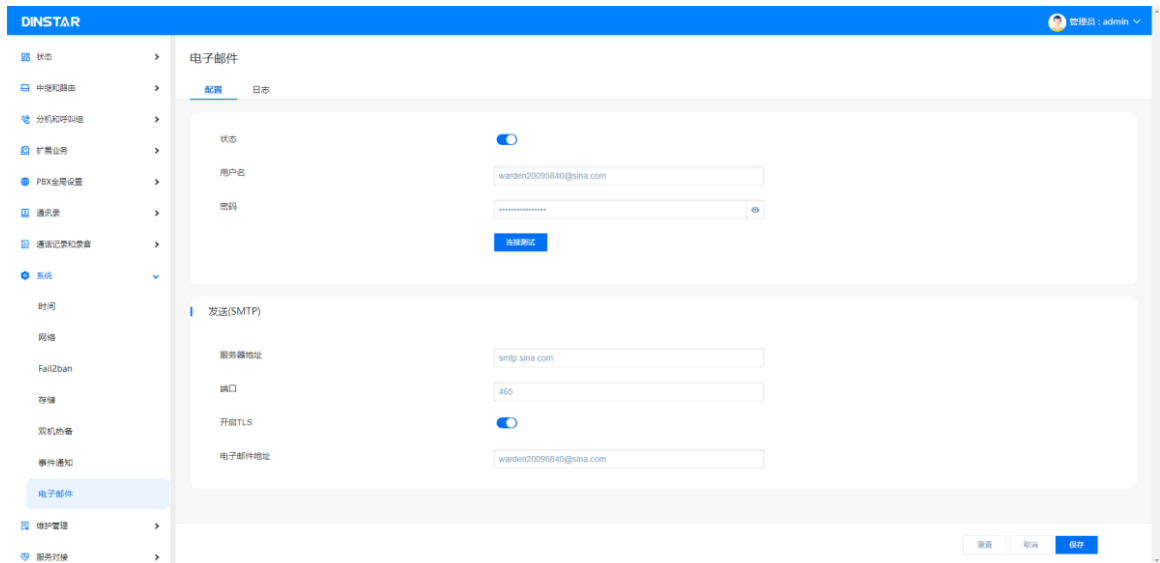 DINSTAR
管理员 : admin
状态
中继和路由
分机和呼叫组
扩展业务
PBX全局设置
通讯录
通话记录和录音
系统
时间
网络
Fail2ban
存储
双机热备
事件通知
电子邮件
维护管理
服务对接
电子邮件
配置 日志
状态
用户名 warden20095840@sina.com
密码 ••••••••••••••••
连接测试
发送(SMTP)
服务器地址 smtp.sina.com
端口 465
开启TLS
电子邮件地址 warden20095840@sina.com
重置 取消 保存